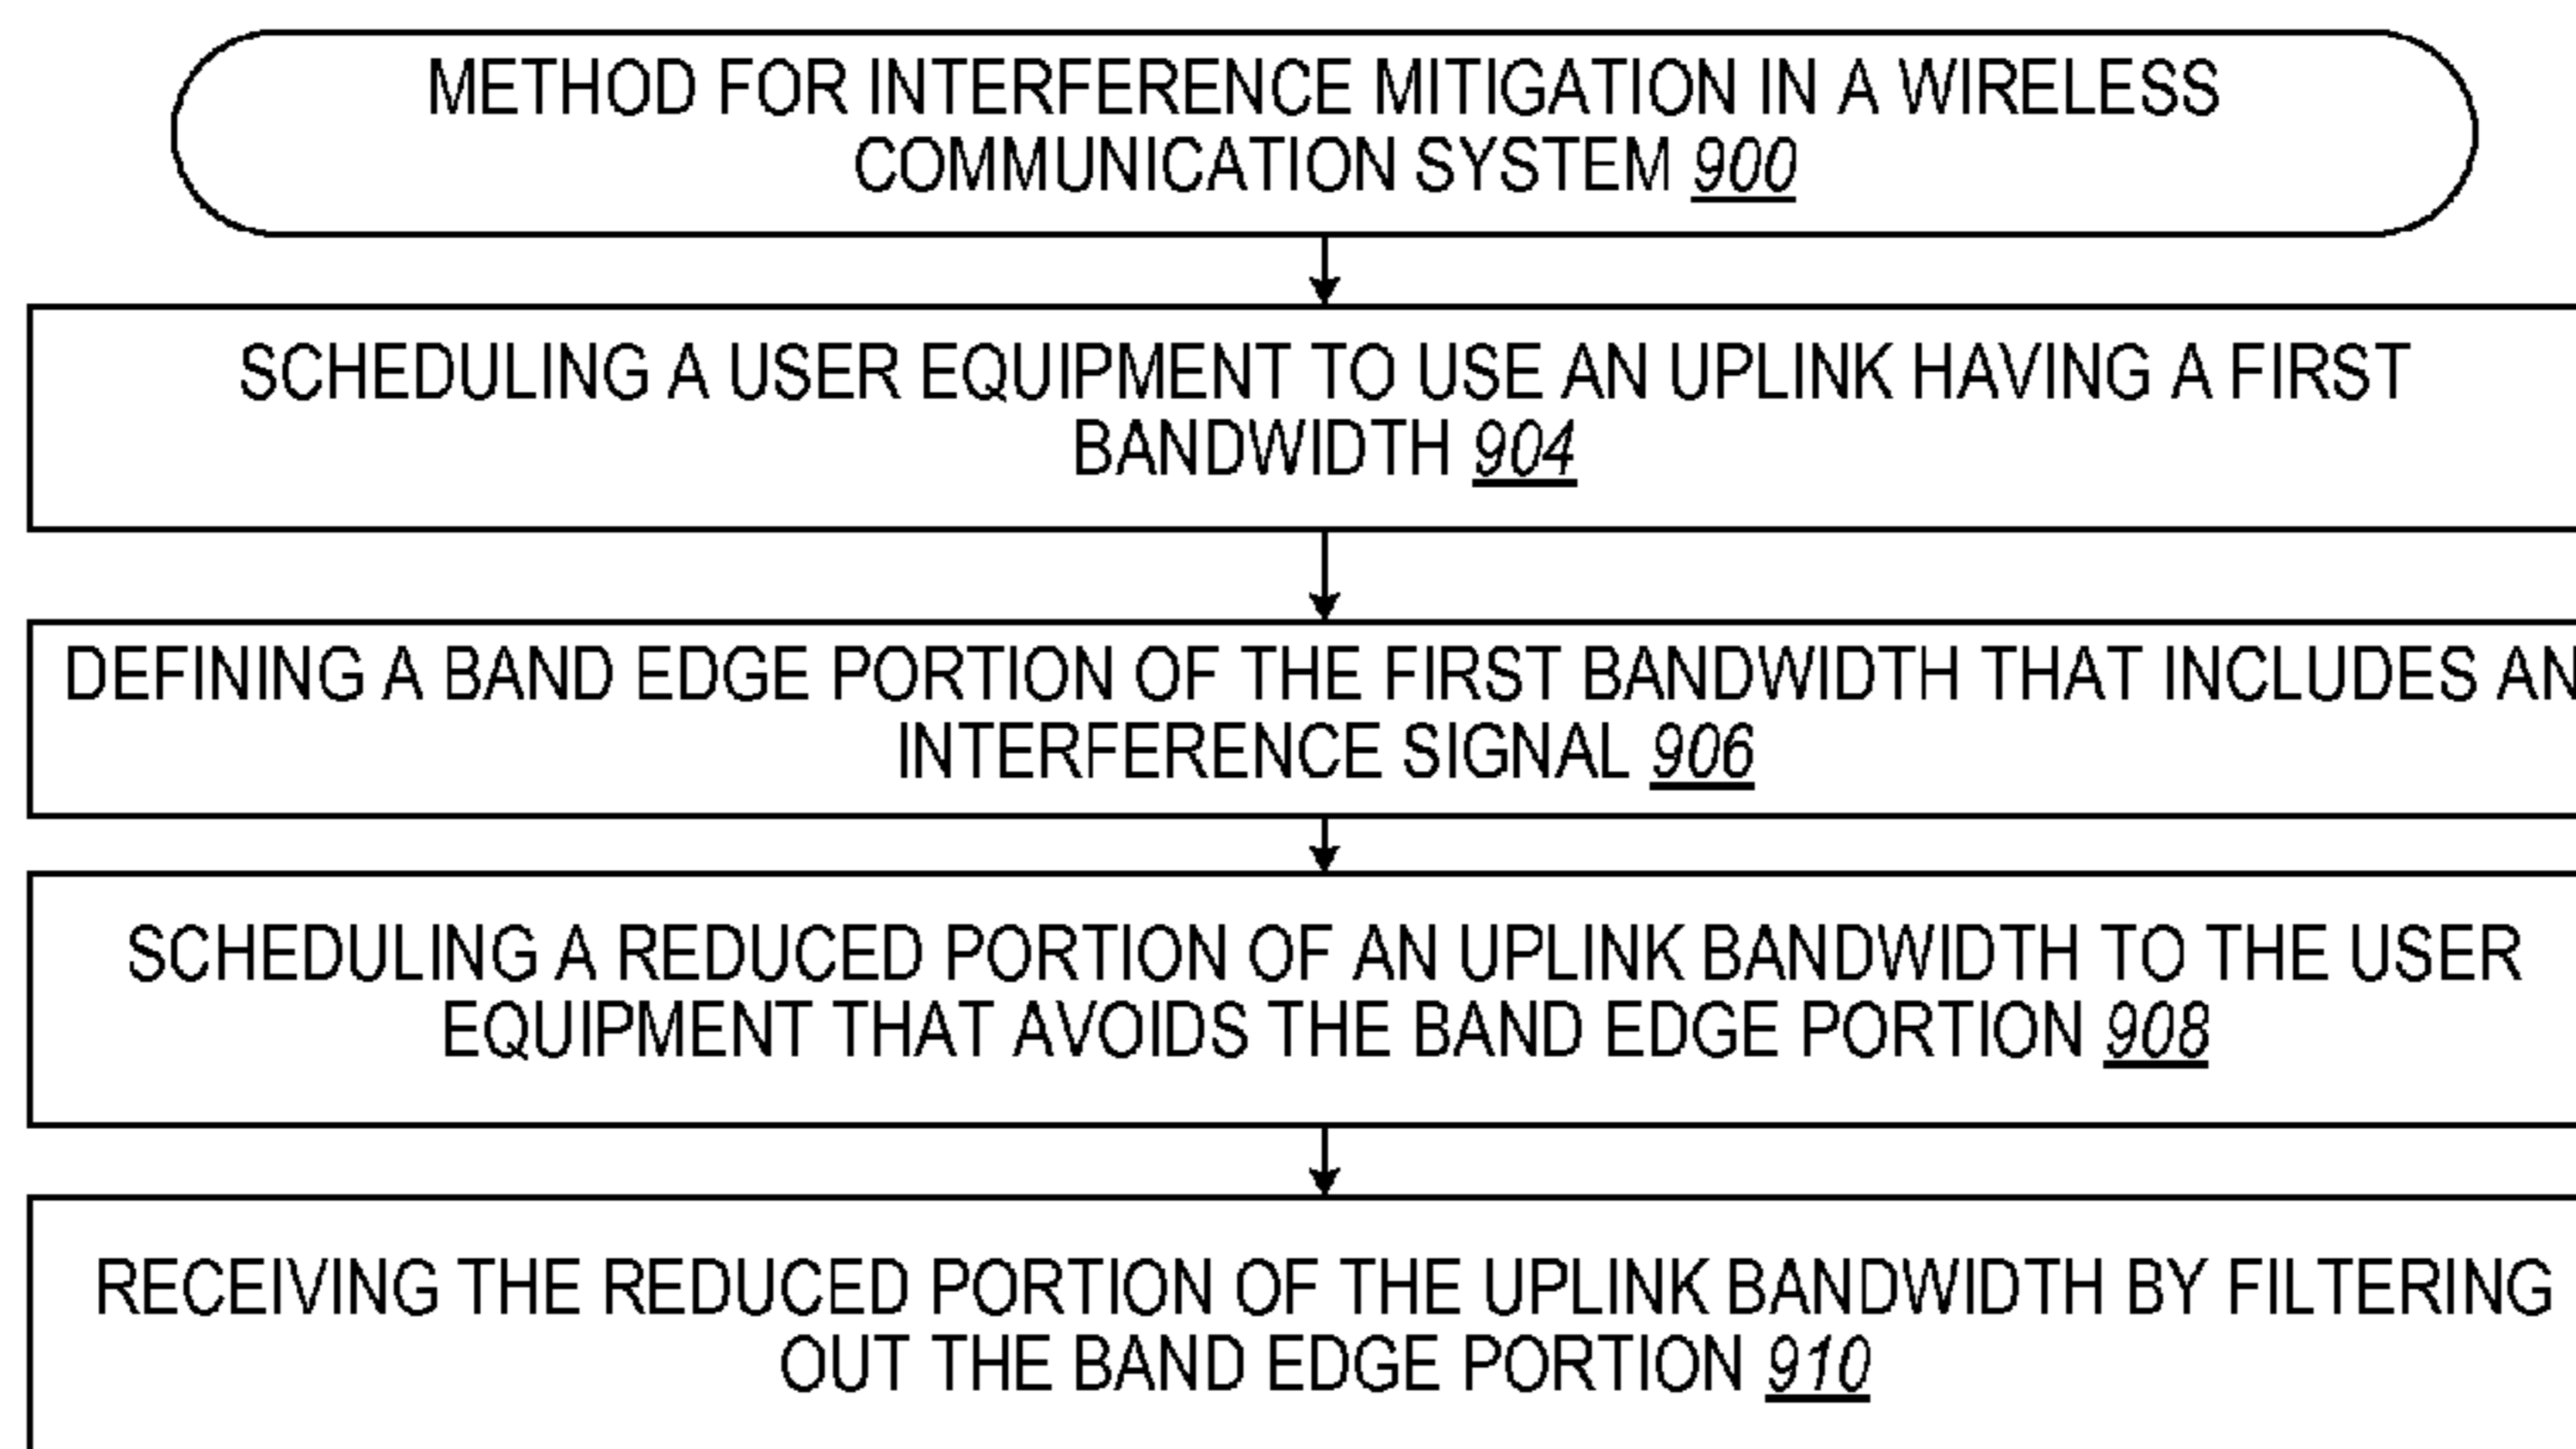 METHOD FOR INTERFERENCE MITIGATION IN A WIRELESS
COMMUNICATION SYSTEM 900
SCHEDULING A USER EQUIPMENT TO USE AN UPLINK HAVING A FIRST
BANDWIDTH 904
DEFINING A BAND EDGE PORTION OF THE FIRST BANDWIDTH THAT INCLUDES AN
INTERFERENCE SIGNAL 906
SCHEDULING A REDUCED PORTION OF AN UPLINK BANDWIDTH TO THE USER
EQUIPMENT THAT AVOIDS THE BAND EDGE PORTION 908
RECEIVING THE REDUCED PORTION OF THE UPLINK BANDWIDTH BY FILTERING
OUT THE BAND EDGE PORTION 910